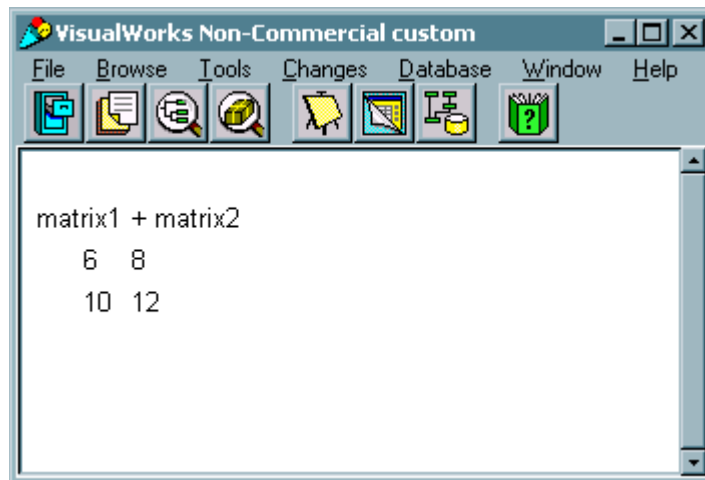 VisualWorks Non-Commercial custom
File Browse Tools Changes Database Window Help
matrix1 + matrix2
6 8
10 12